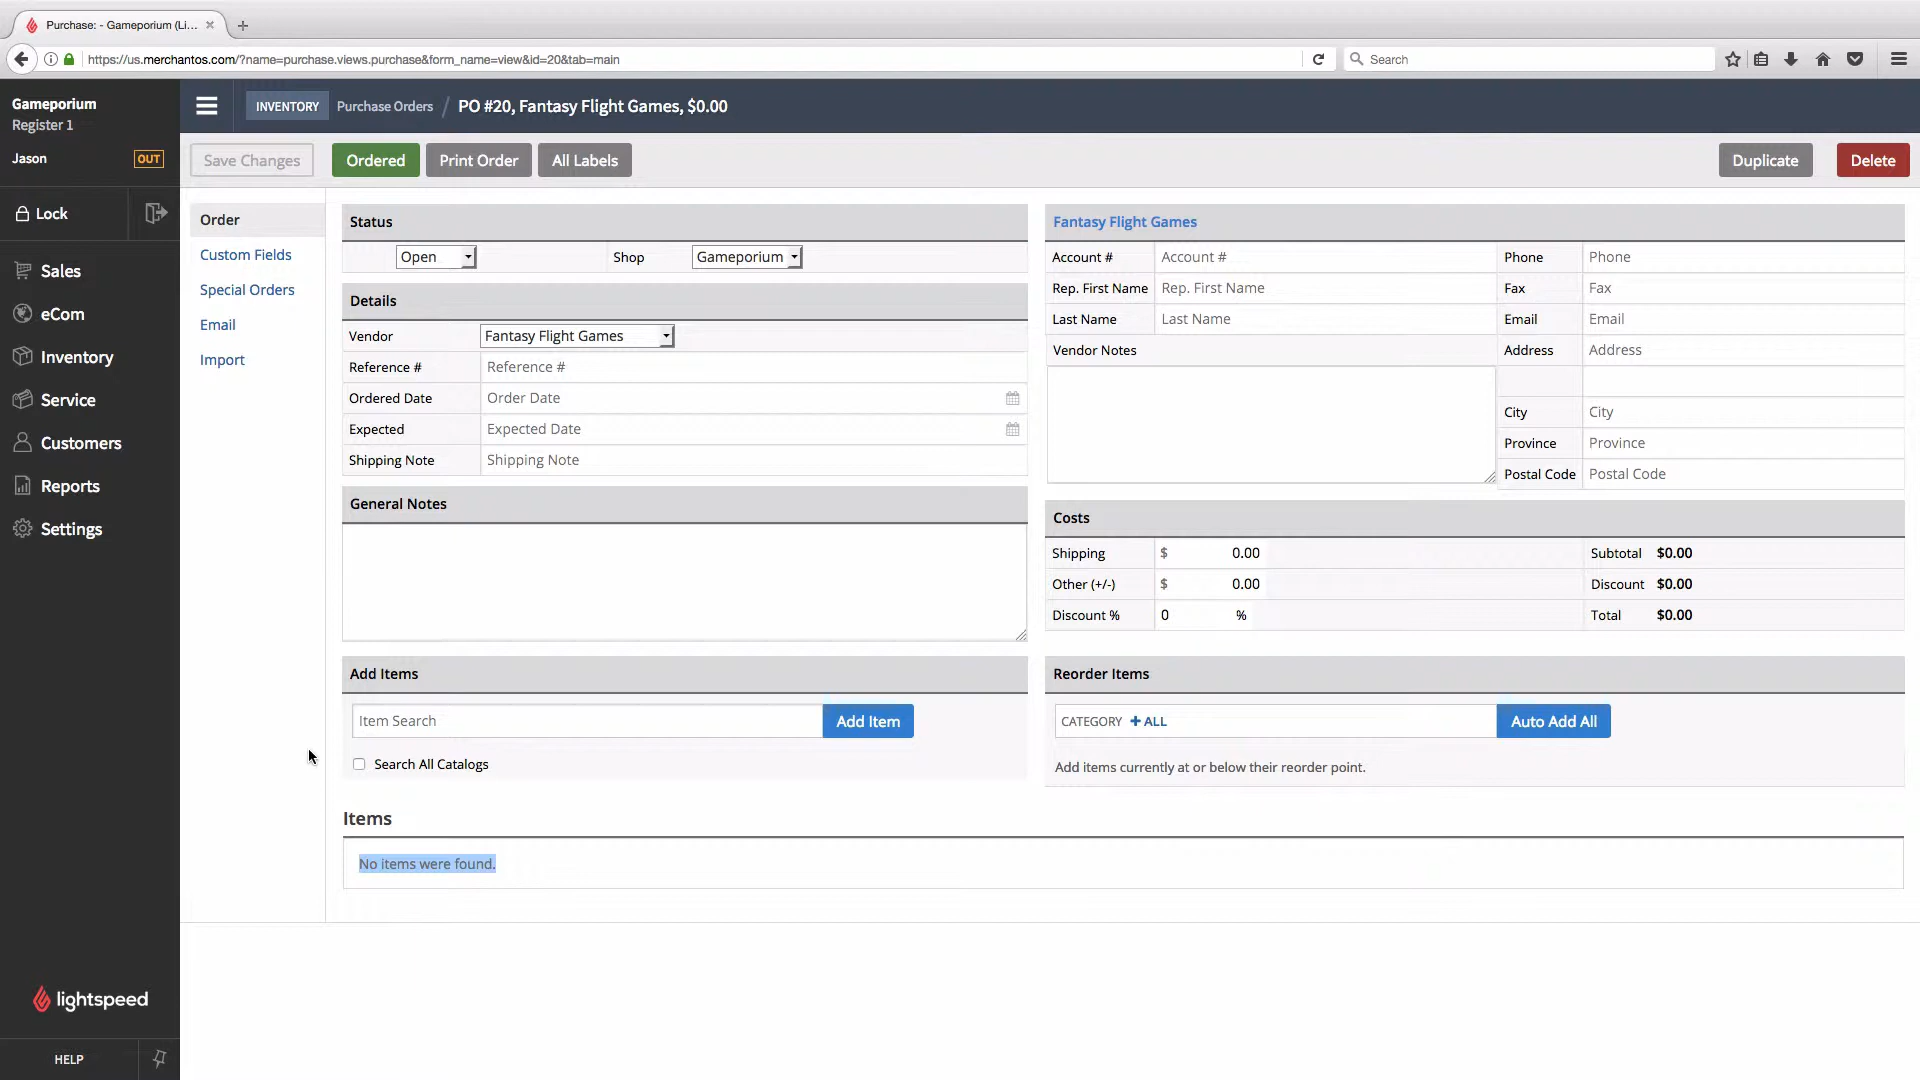 Purchase: - Gameporium (Li...
https://us.merchantos.com/?name=purchase.views.purchase&form_name=view&id=20&tab=main
Search
Gameporium
Register 1
Jason OUT
Lock
Sales
eCom
Inventory
Service
Customers
Reports
Settings
lightspeed
HELP
INVENTORY Purchase Orders / PO #20, Fantasy Flight Games, $0.00
Save Changes Ordered Print Order All Labels Duplicate Delete
Order
Custom Fields
Special Orders
Email
Import
Status
Open Shop Gameporium
Details
Vendor Fantasy Flight Games
Reference # Reference #
Ordered Date Order Date
Expected Expected Date
Shipping Note Shipping Note
General Notes
Fantasy Flight Games
Account # Account # Phone Phone
Rep. First Name Rep. First Name Fax Fax
Last Name Last Name Email Email
Vendor Notes Address Address
City City
Province Province
Postal Code Postal Code
Costs
Shipping $ 0.00 Subtotal $0.00
Other (+/-) $ 0.00 Discount $0.00
Discount % 0 % Total $0.00
Add Items
Item Search Add Item
Search All Catalogs
Reorder Items
CATEGORY + ALL Auto Add All
Add items currently at or below their reorder point.
Items
No items were found.